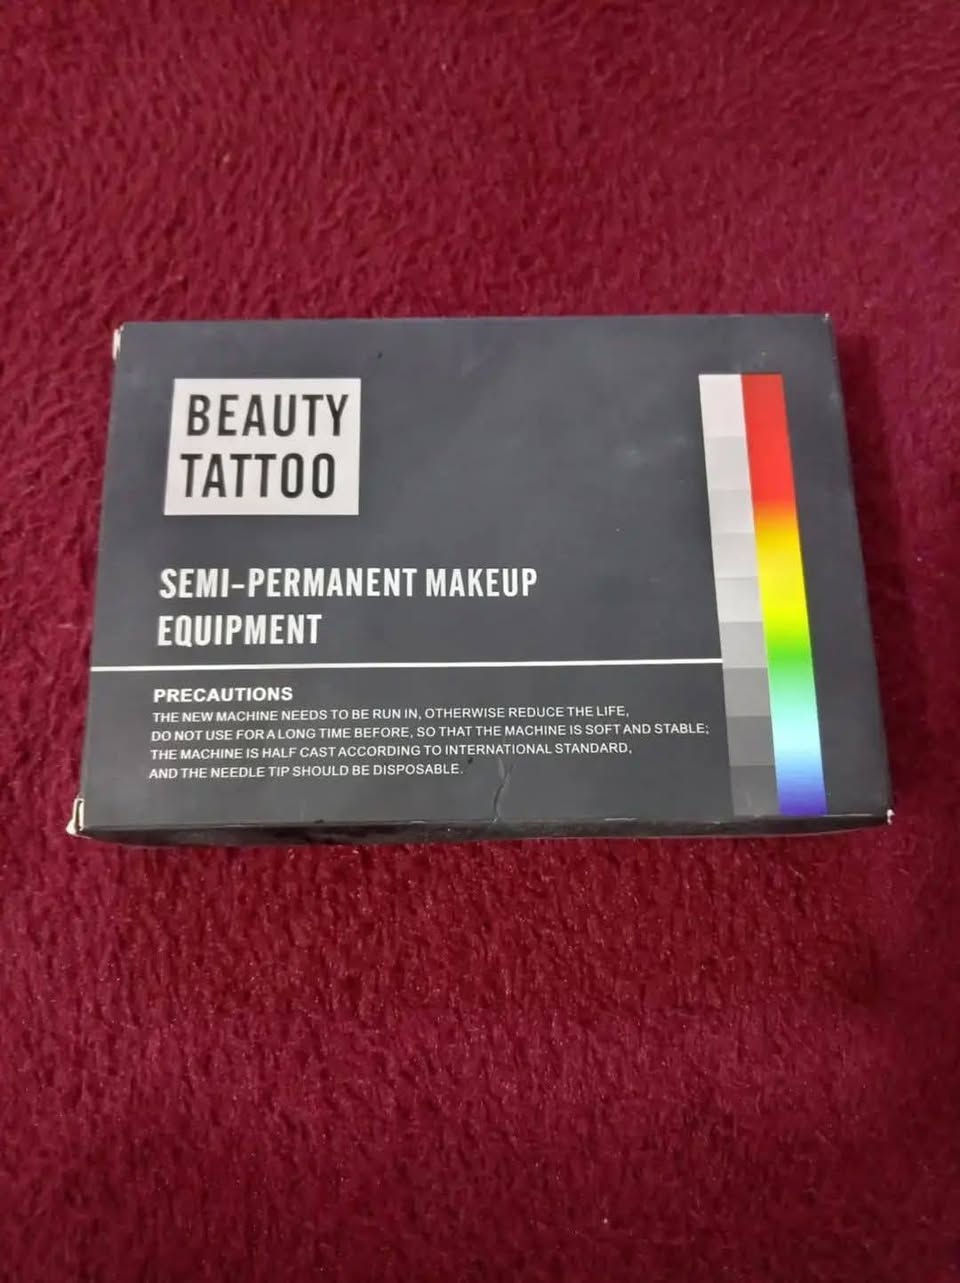 BEAUTY
TATTOO
SEMI-PERMANENT MAKEUP
EQUIPMENT
PRECAUTIONS
THE NEW MACHINE NEEDS TO BE RUN IN, OTHERWISE REDUCE THE LIFE,
DO NOT USE FOR A LONG TIME BEFORE, SO THAT THE MACHINE IS SOFT AND STABLE;
THE MACHINE IS HALF CAST ACCORDING TO INTERNATIONAL STANDARD,
AND THE NEEDLE TIP SHOULD BE DISPOSABLE.